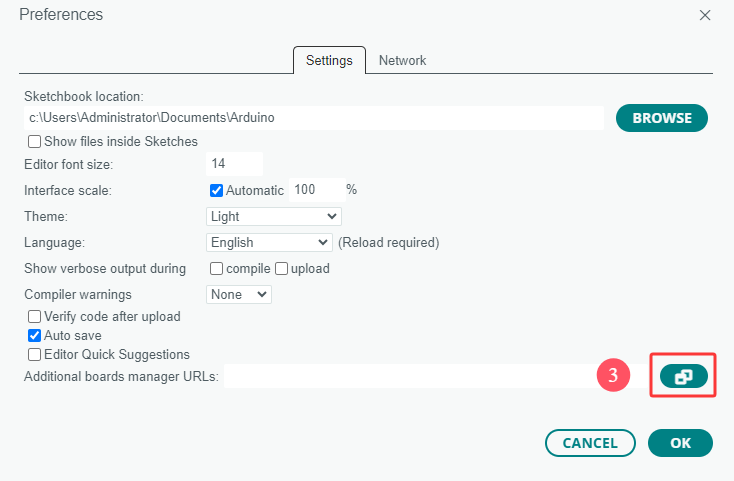 Preferences
Settings Network
Sketchbook location:
c:\Users\Administrator\Documents\Arduino BROWSE
Show files inside Sketches
Editor font size: 14
Interface scale: Automatic 100 %
Theme: Light
Language: English (Reload required)
Show verbose output during compile upload
Compiler warnings None
Verify code after upload
Auto save
Editor Quick Suggestions
Additional boards manager URLs: 3
CANCEL OK